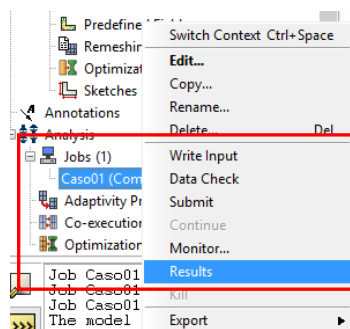 Predefined Fields
Remeshin
Optimizat
Sketches
Annotations
Analysis
Jobs (1)
Caso01 (Com
Adaptivity Pr
Co-execution
Optimization
Switch Context Ctrl+Space
Edit...
Copy...
Rename...
Delete... Del
Write Input
Data Check
Submit
Continue
Monitor...
Results
Kill
Export
Job Caso01
Job Caso01
Job Caso01
The model
>>>